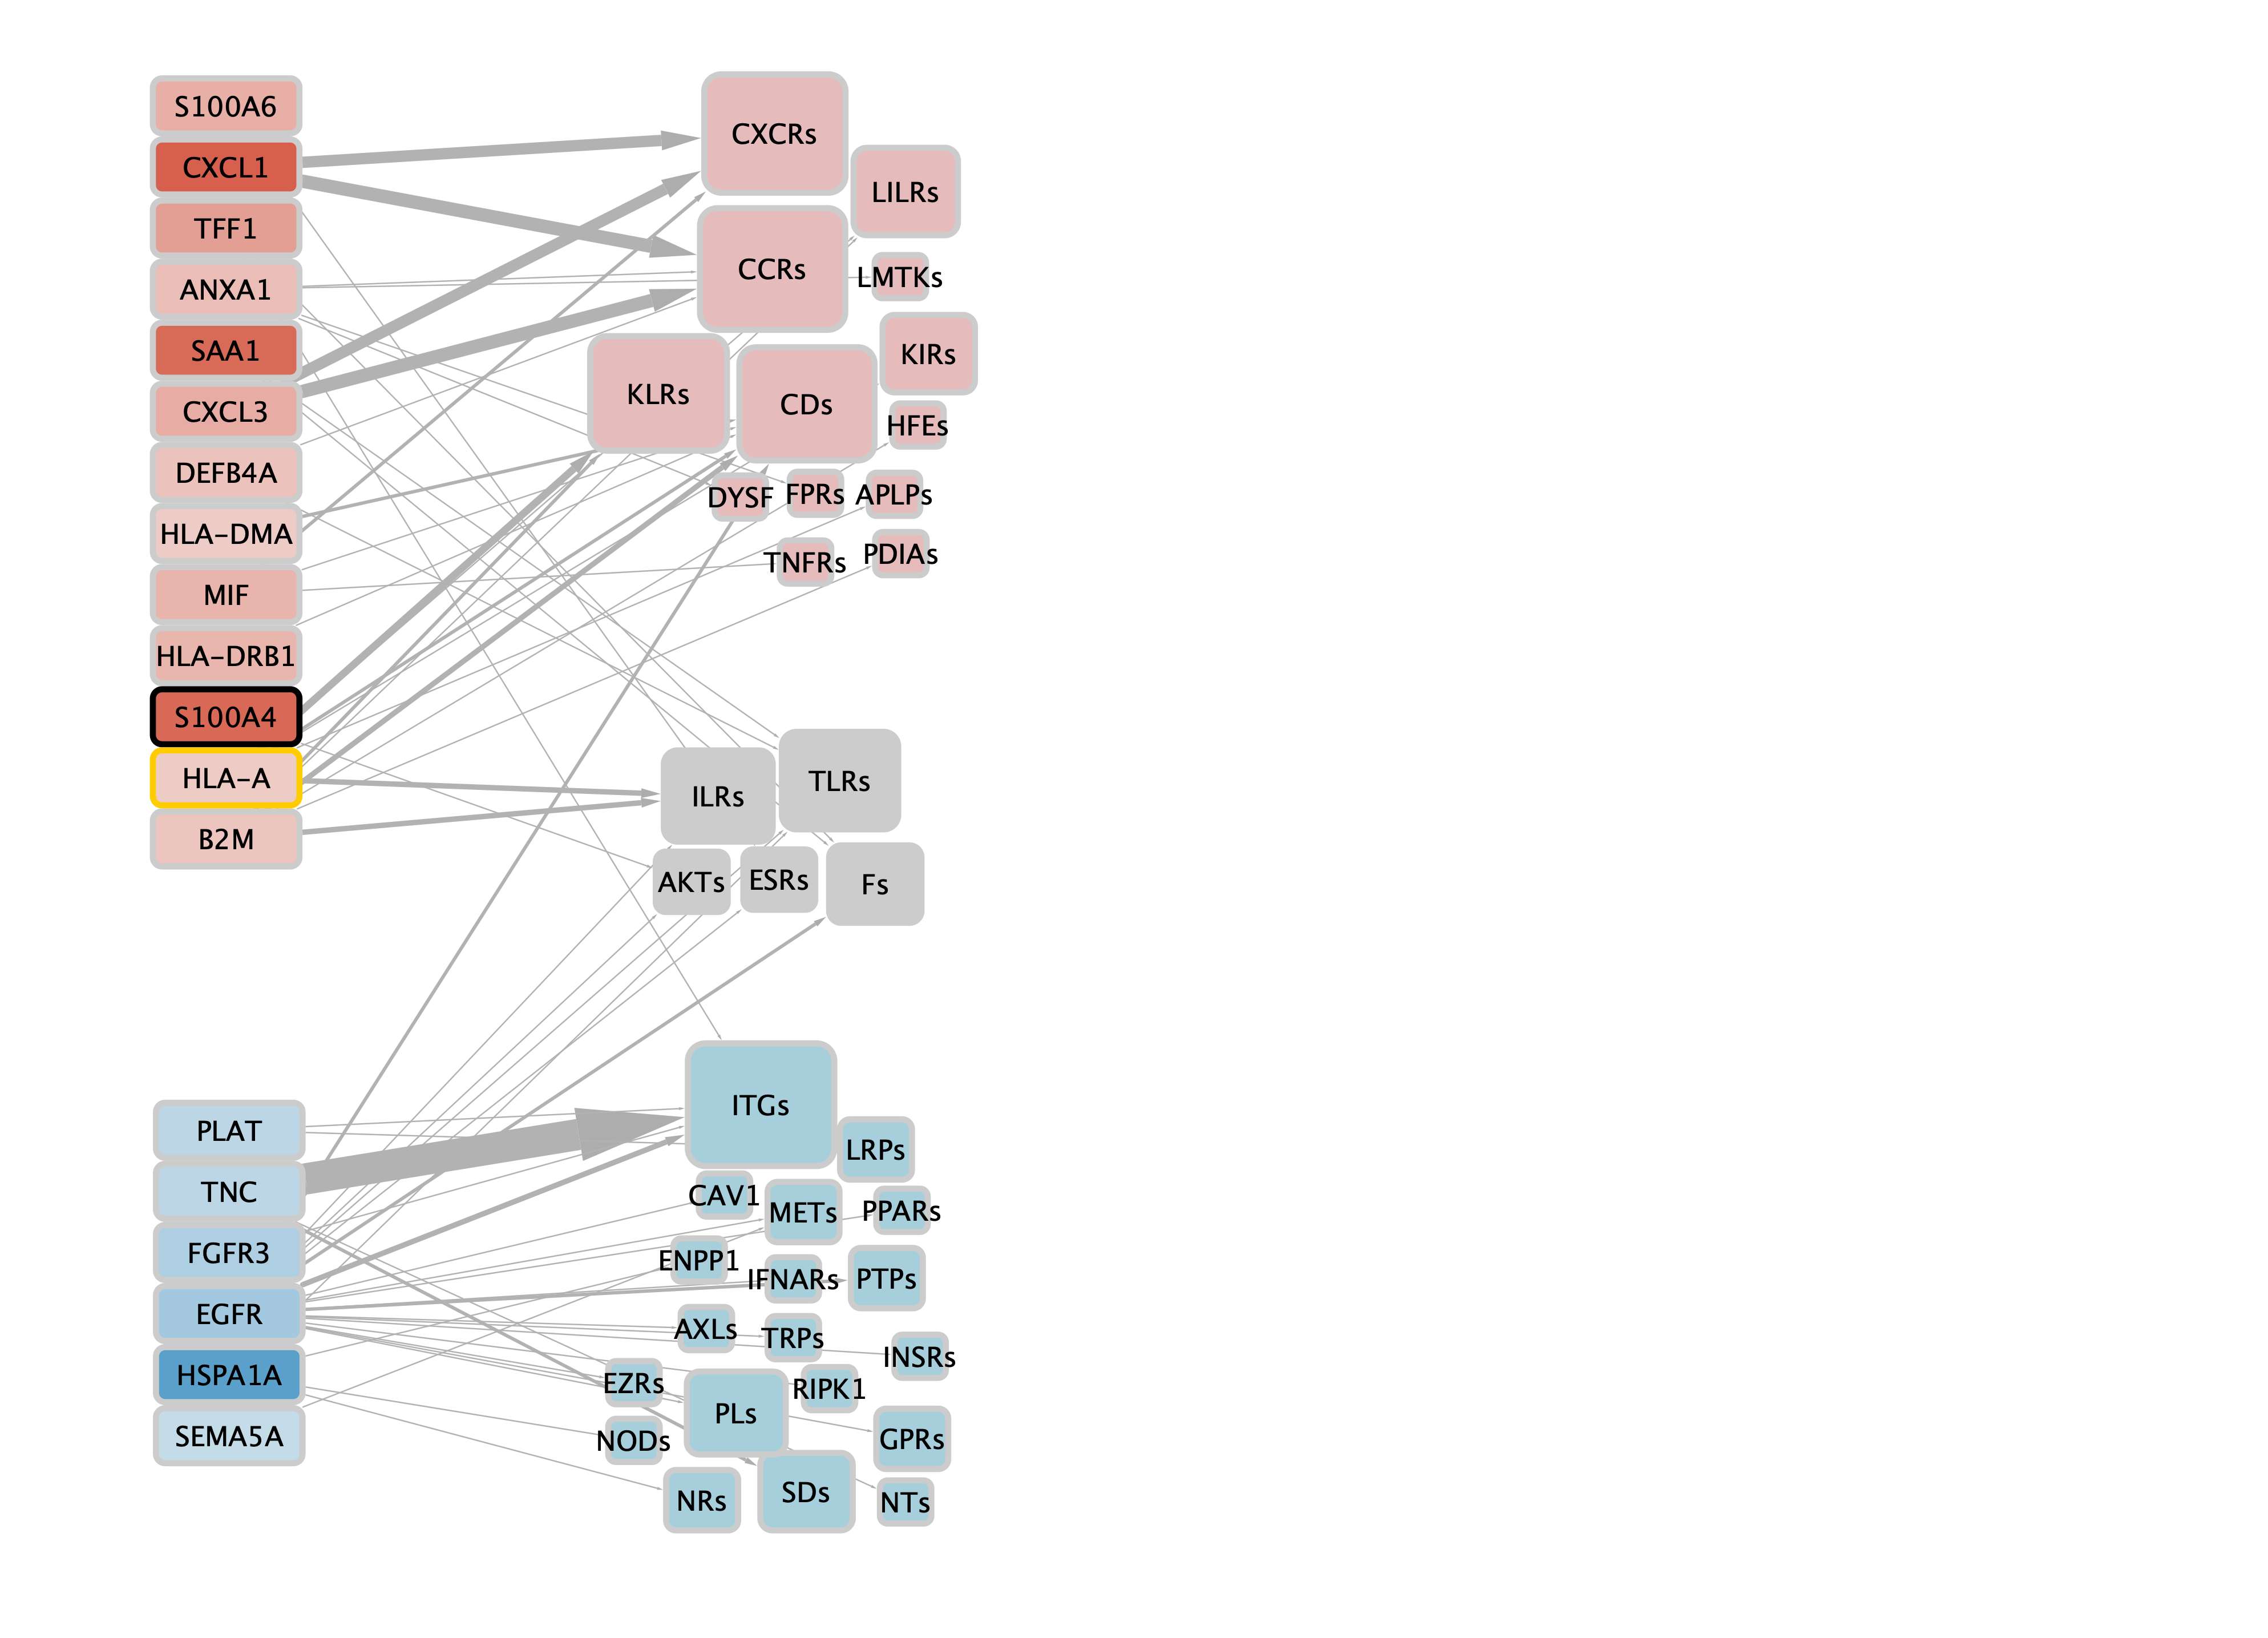 S100A6
CXCL1
TFF1
ANXA1
SAA1
CXCL3
DEFB4A
HLA-DMA
MIF
HLA-DRB1
S100A4
HLA-A
B2M
PLAT
TNC
FGFR3
EGFR
HSPA1A
SEMA5A
CXCRs
LILRs
CCRs
LMTKs
KIRs
KLRs
CDs
HFEs
DYSF
FPRs
APLPs
TNFRs
PDIAs
ILRs
TLRs
AKTs
ESRs
Fs
ITGs
LRPs
CAV1
METs
PPARs
ENPP1
IFNARs
PTPs
AXLs
TRPs
INSRs
EZRs
RIPK1
PLs
NODs
GPRs
NRs
SDs
NTs